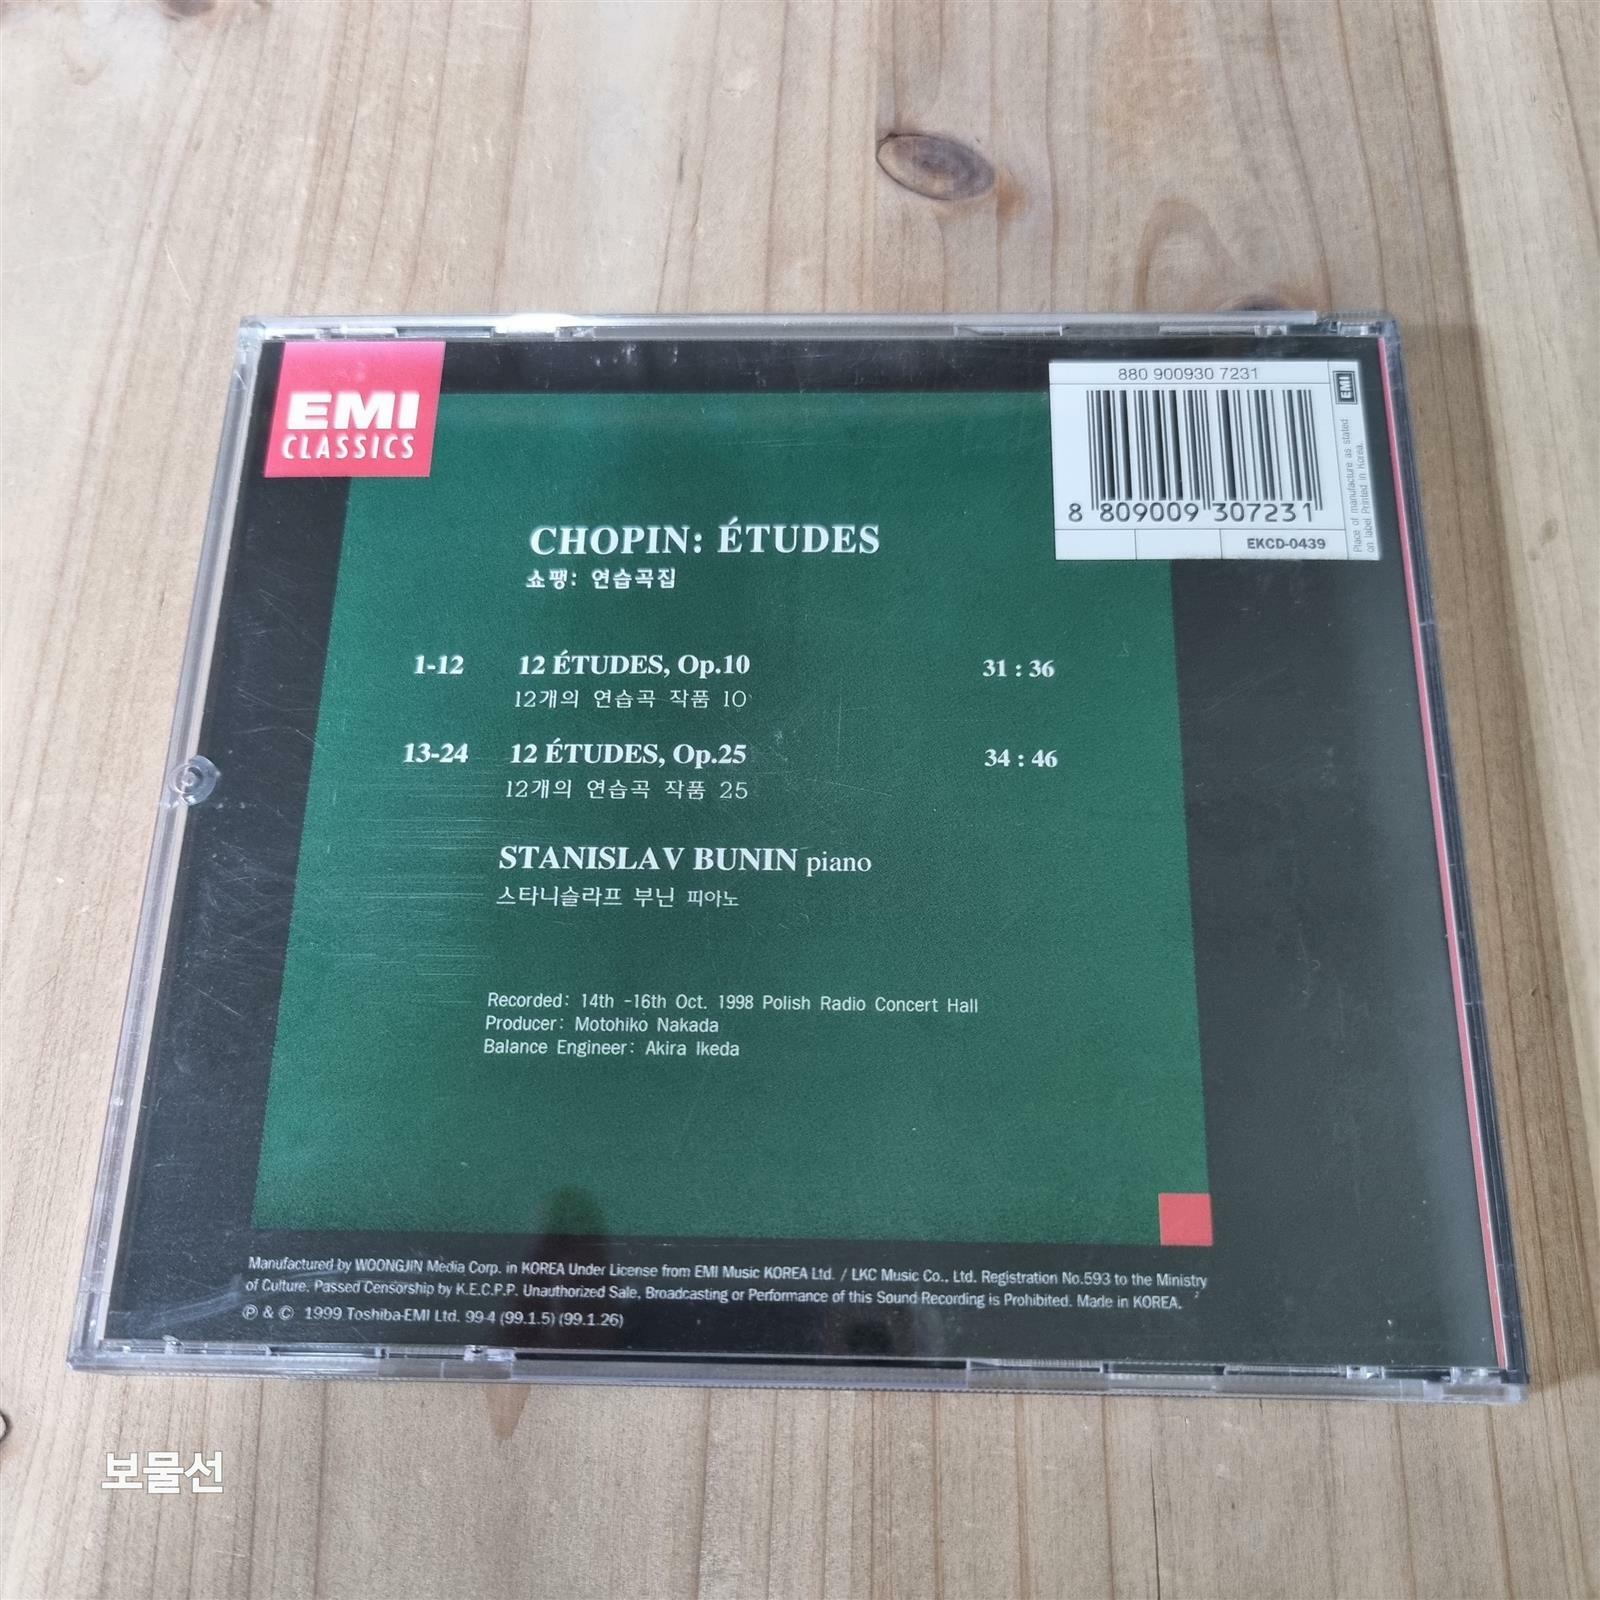 EMI
CLASSICS
880 900930 7231
8 809009 307231
EKCD-0439
EMI
Place of manufacture as stated
on label Printed in Korea.
CHOPIN: ÉTUDES
쇼팽: 연습곡집
1-12 12 ÉTUDES, Op.10 31 : 36
12개의 연습곡 작품 10
13-24 12 ÉTUDES, Op.25 34 : 46
12개의 연습곡 작품 25
STANISLAV BUNIN piano
스타니슬라프 부닌 피아노
Recorded: 14th -16th Oct. 1998 Polish Radio Concert Hall
Producer: Motohiko Nakada
Balance Engineer: Akira Ikeda
Manufactured by WOONGJIN Media Corp. in KOREA Under License from EMI Music KOREA Ltd. / LKC Music Co., Ltd. Registration No.593 to the Ministry
of Culture. Passed Censorship by K.E.C.P.P. Unauthorized Sale, Broadcasting or Performance of this Sound Recording is Prohibited. Made in KOREA.
Ⓟ & © 1999 Toshiba-EMI Ltd. 99-4 (99.1.5) (99.1.26)
보물선